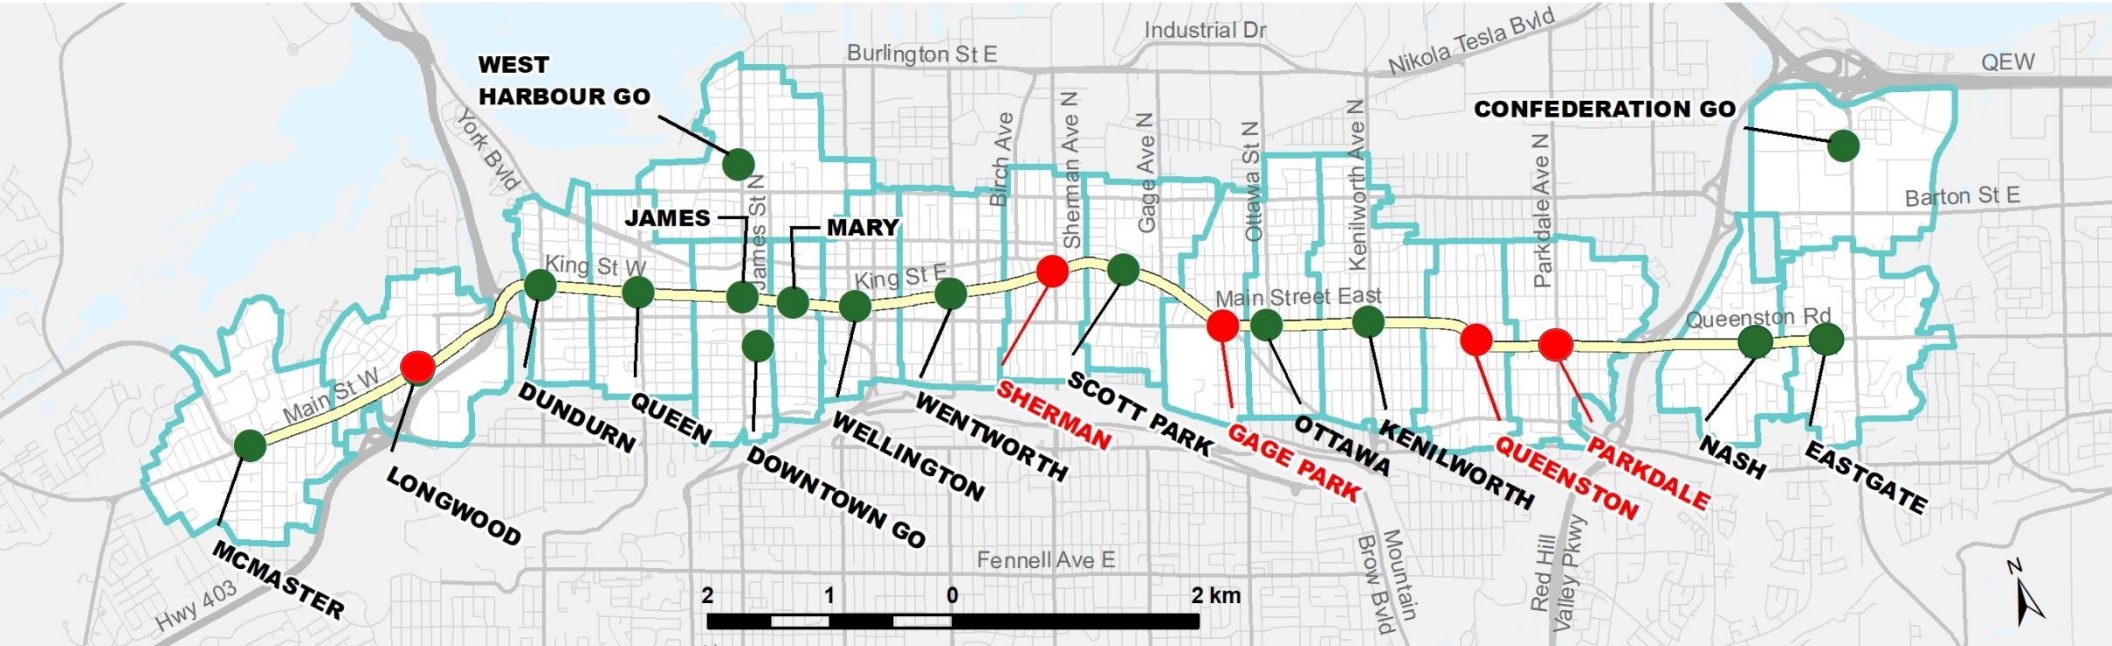 Industrial Dr
Nikola Tesla Bvld
Burlington St E
WEST
HARBOUR GO
QEW
CONFEDERATION GO
York Bvld
Birch Ave
Sherman Ave N
Gage Ave N
Ottawa St N
Kenilworth Ave N
Parkdale Ave N
Barton St E
JAMES
James St N
MARY
King St W
King St E
Main Street East
Queenston Rd
Main St W
MCMASTER
LONGWOOD
DUNDURN
QUEEN
DOWNTOWN GO
WELLINGTON
WENTWORTH
SHERMAN
SCOTT PARK
GAGE PARK
OTTAWA
KENILWORTH
QUEENSTON
PARKDALE
NASH
EASTGATE
Hwy 403
Fennell Ave E
Mountain
Brow Bvld
Red Hill
Valley Pkwy
N
2 1 0 2 km